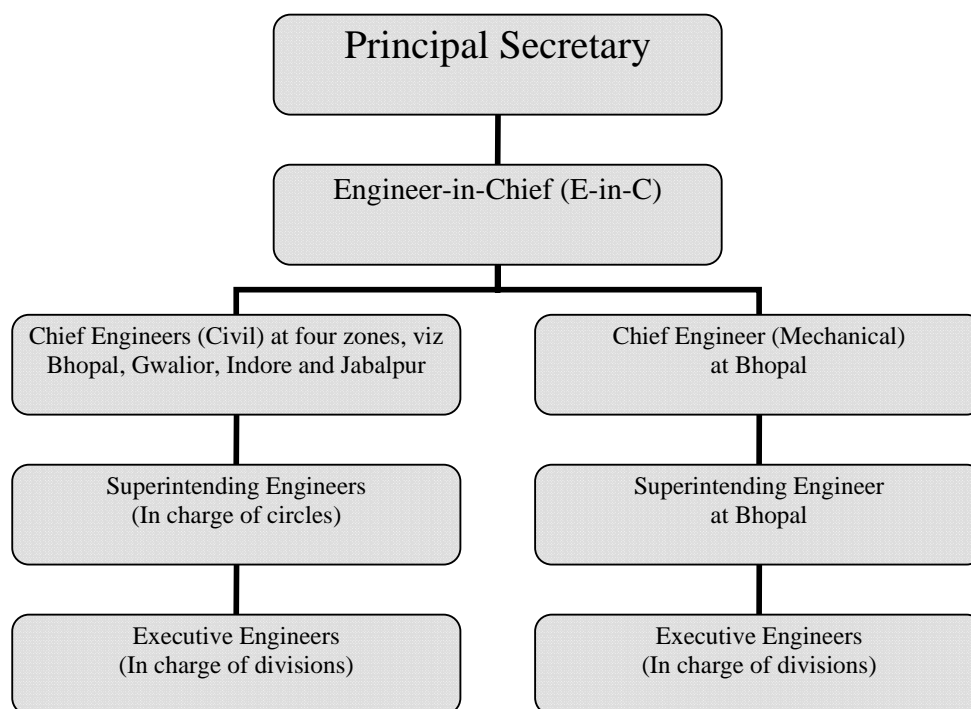 Principal Secretary
Engineer-in-Chief (E-in-C)
Chief Engineers (Civil) at four zones, viz
Bhopal, Gwalior, Indore and Jabalpur
Chief Engineer (Mechanical)
at Bhopal
Superintending Engineers
(In charge of circles)
Superintending Engineer
at Bhopal
Executive Engineers
(In charge of divisions)
Executive Engineers
(In charge of divisions)